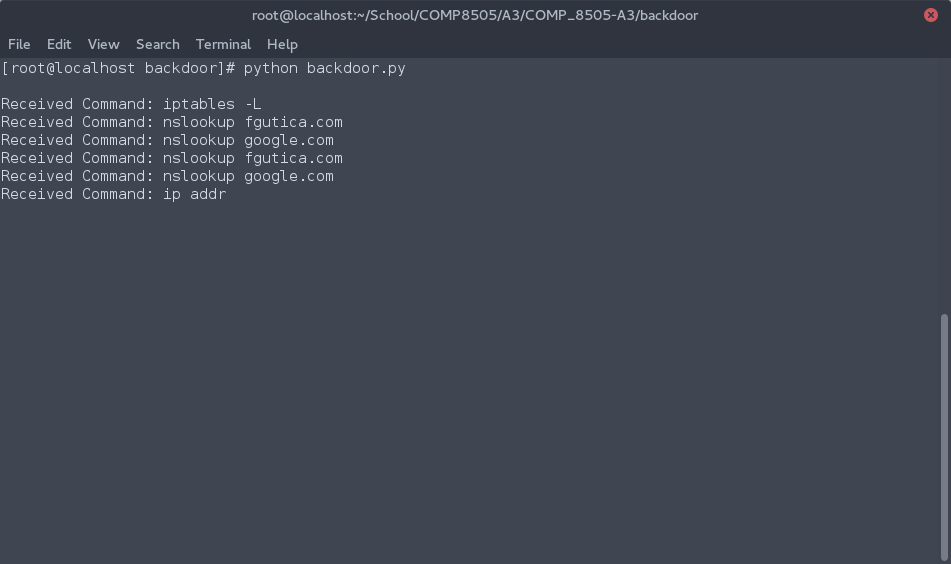 root@localhost:~/School/COMP8505/A3/COMP_8505-A3/backdoor
File Edit View Search Terminal Help
[root@localhost backdoor]# python backdoor.py
Received Command: iptables -L
Received Command: nslookup fgutica.com
Received Command: nslookup google.com
Received Command: nslookup fgutica.com
Received Command: nslookup google.com
Received Command: ip addr